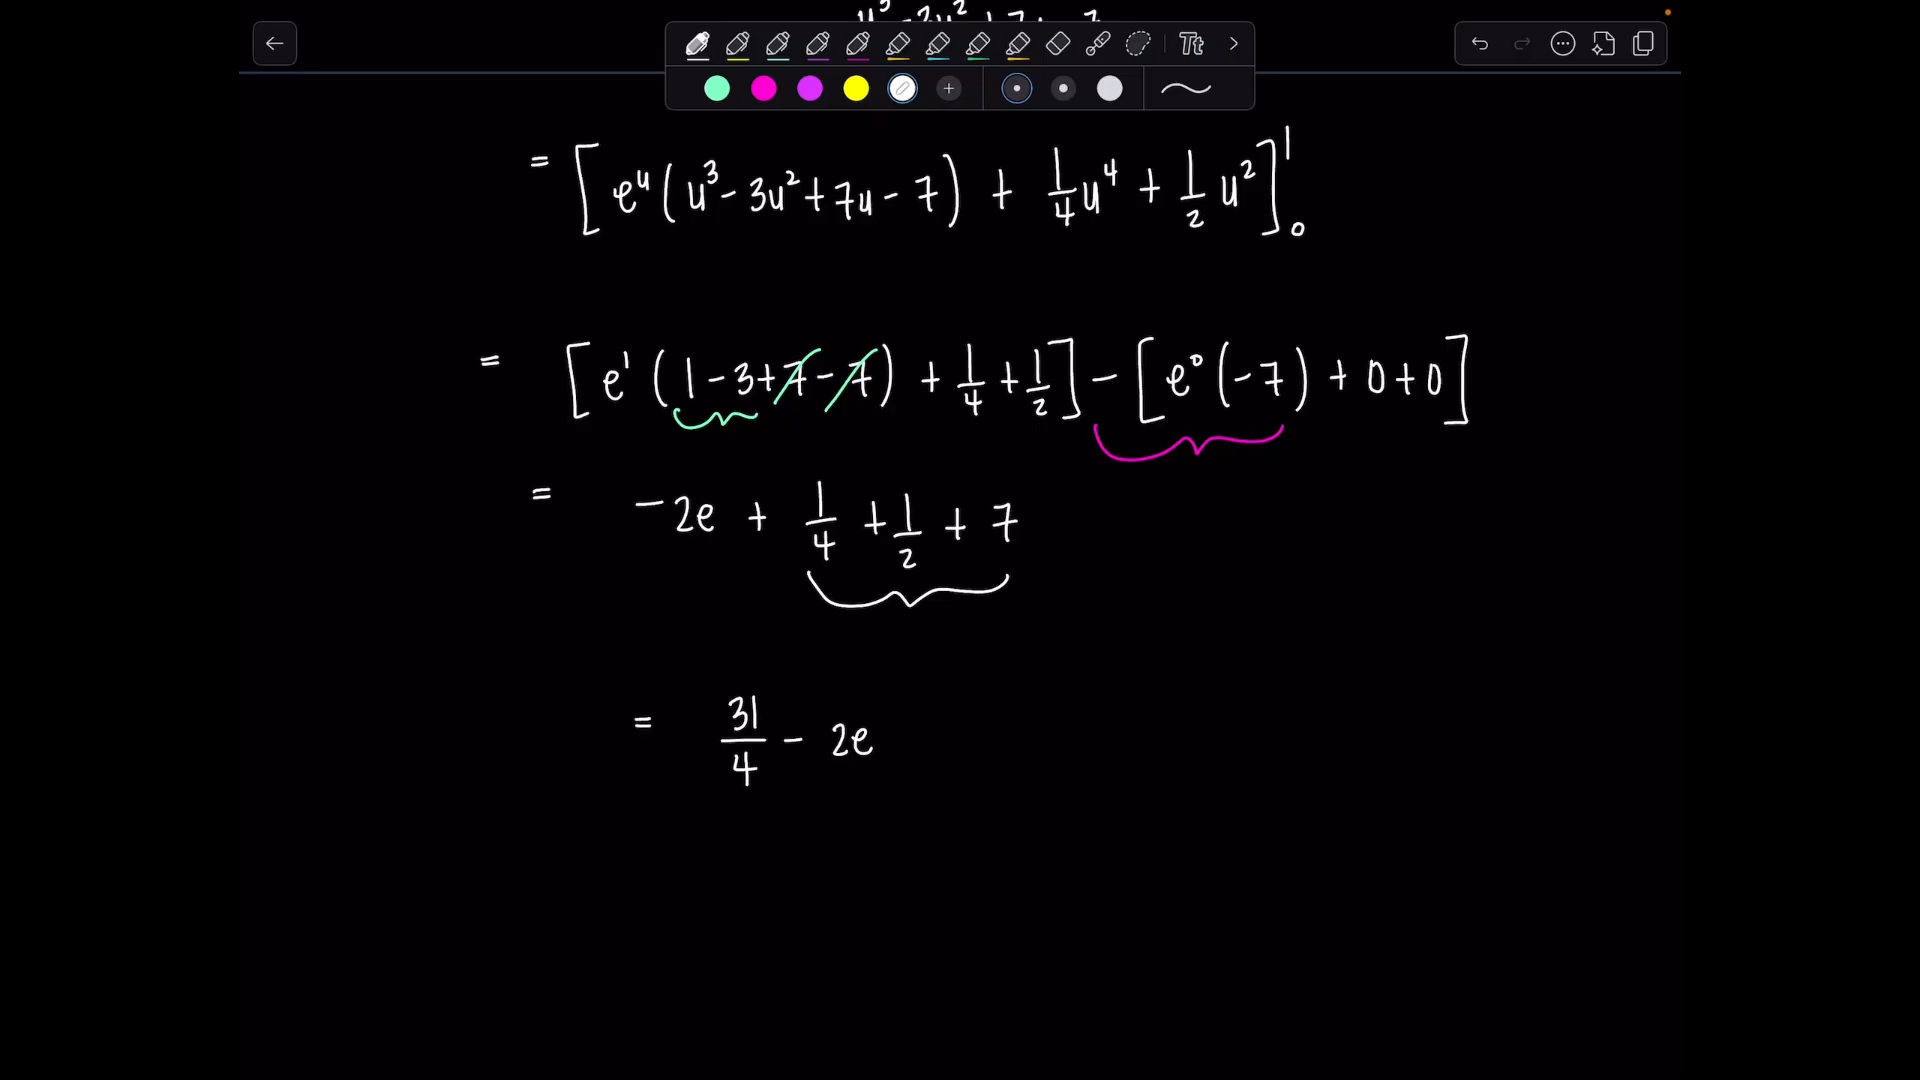 = [e^u (u^3 - 3u^2 + 7u - 7) + 1/4 u^4 + 1/2 u^2]_0^1
= [e^1 (1 - 3 + 7 - 7) + 1/4 + 1/2] - [e^0 (-7) + 0 + 0]
= -2e + 1/4 + 1/2 + 7
= 31/4 - 2e
Tt